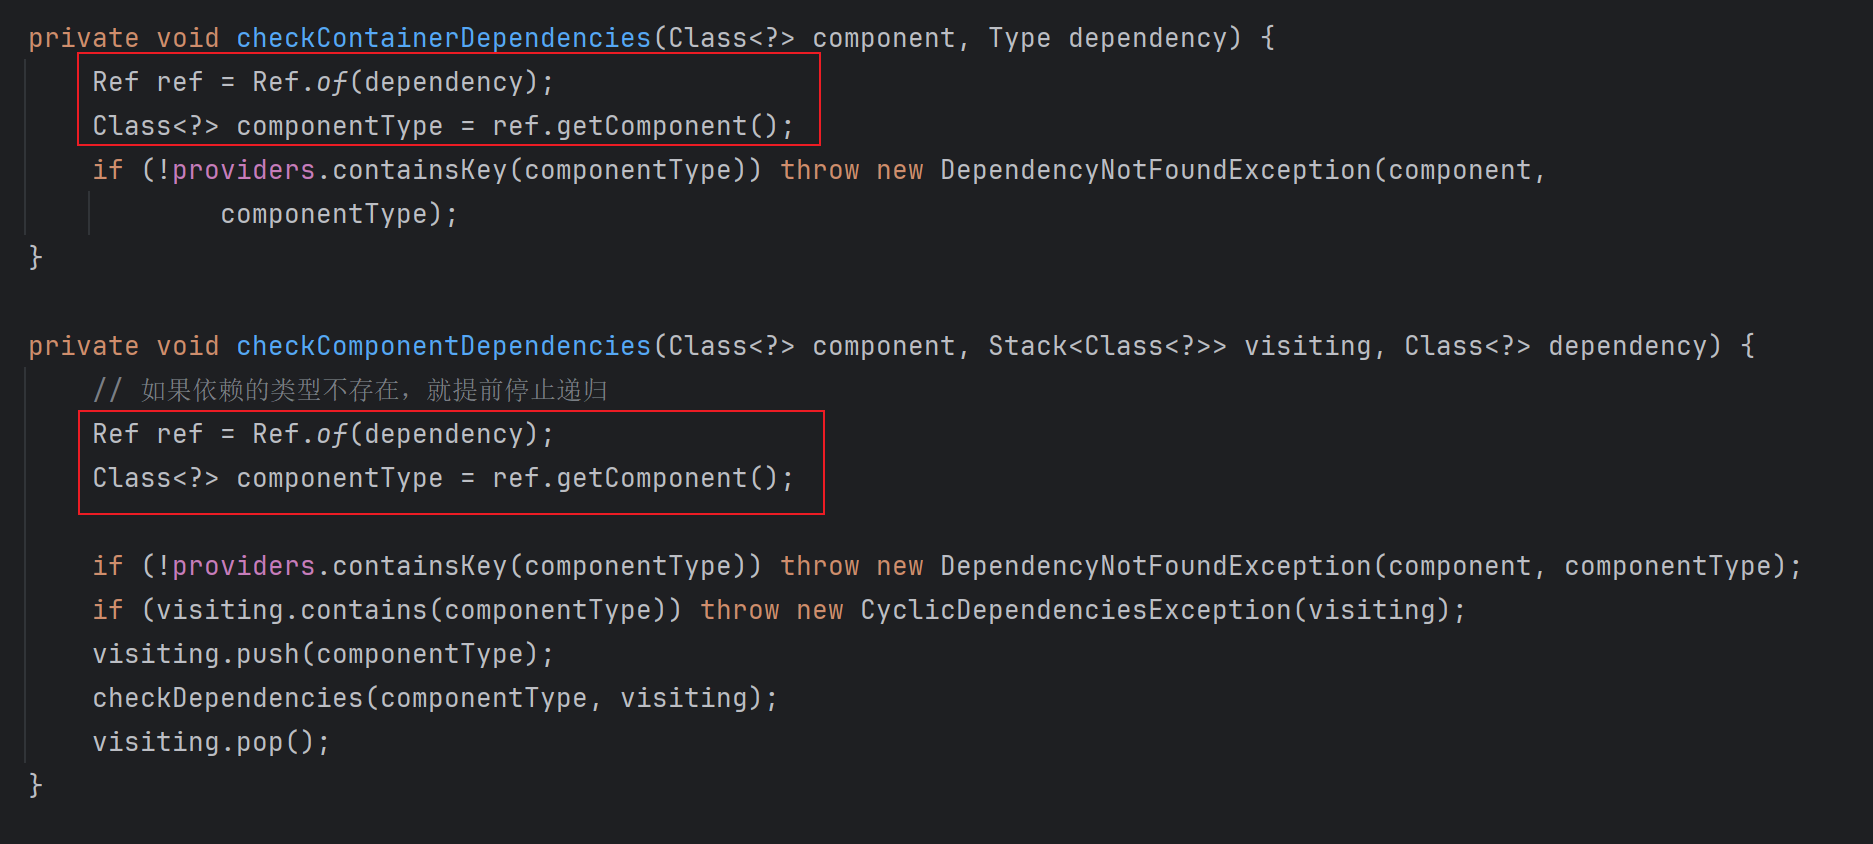 private void checkContainerDependencies(Class<?> component, Type dependency) {
Ref ref = Ref.of(dependency);
Class<?> componentType = ref.getComponent();
if (!providers.containsKey(componentType)) throw new DependencyNotFoundException(component,
componentType);
}
private void checkComponentDependencies(Class<?> component, Stack<Class<?>> visiting, Class<?> dependency) {
// 如果依赖的类型不存在，就提前停止递归
Ref ref = Ref.of(dependency);
Class<?> componentType = ref.getComponent();
if (!providers.containsKey(componentType)) throw new DependencyNotFoundException(component, componentType);
if (visiting.contains(componentType)) throw new CyclicDependenciesException(visiting);
visiting.push(componentType);
checkDependencies(componentType, visiting);
visiting.pop();
}